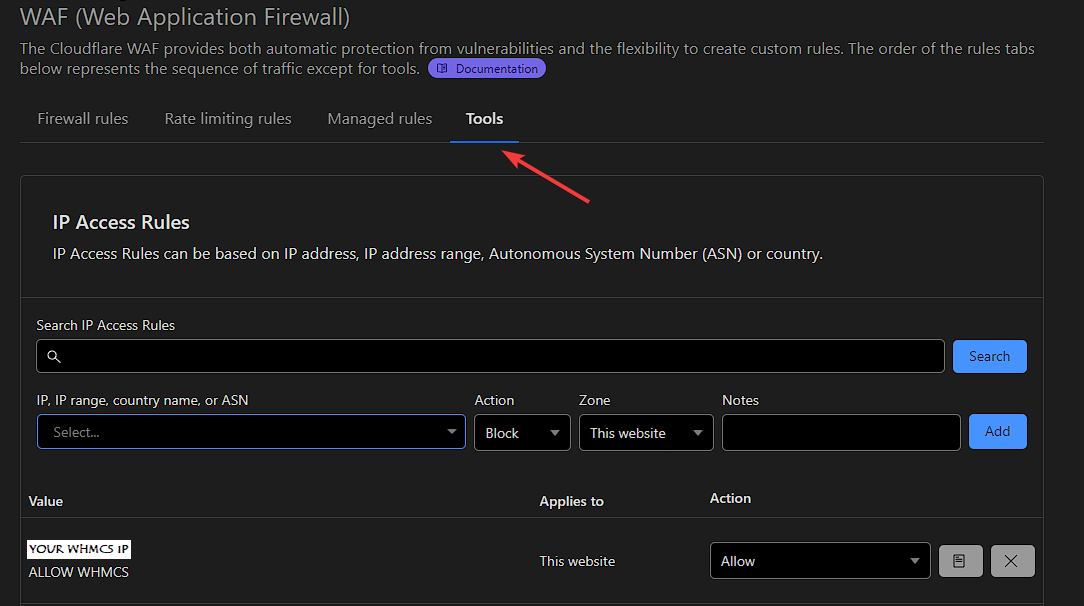 WAF (Web Application Firewall)
The Cloudflare WAF provides both automatic protection from vulnerabilities and the flexibility to create custom rules. The order of the rules tabs
below represents the sequence of traffic except for tools. Documentation
Firewall rules Rate limiting rules Managed rules Tools
IP Access Rules
IP Access Rules can be based on IP address, IP address range, Autonomous System Number (ASN) or country.
Search IP Access Rules
Search
IP, IP range, country name, or ASN Action Zone Notes
Select... Block This website Add
Value Applies to Action
YOUR WHMCS IP
ALLOW WHMCS This website Allow